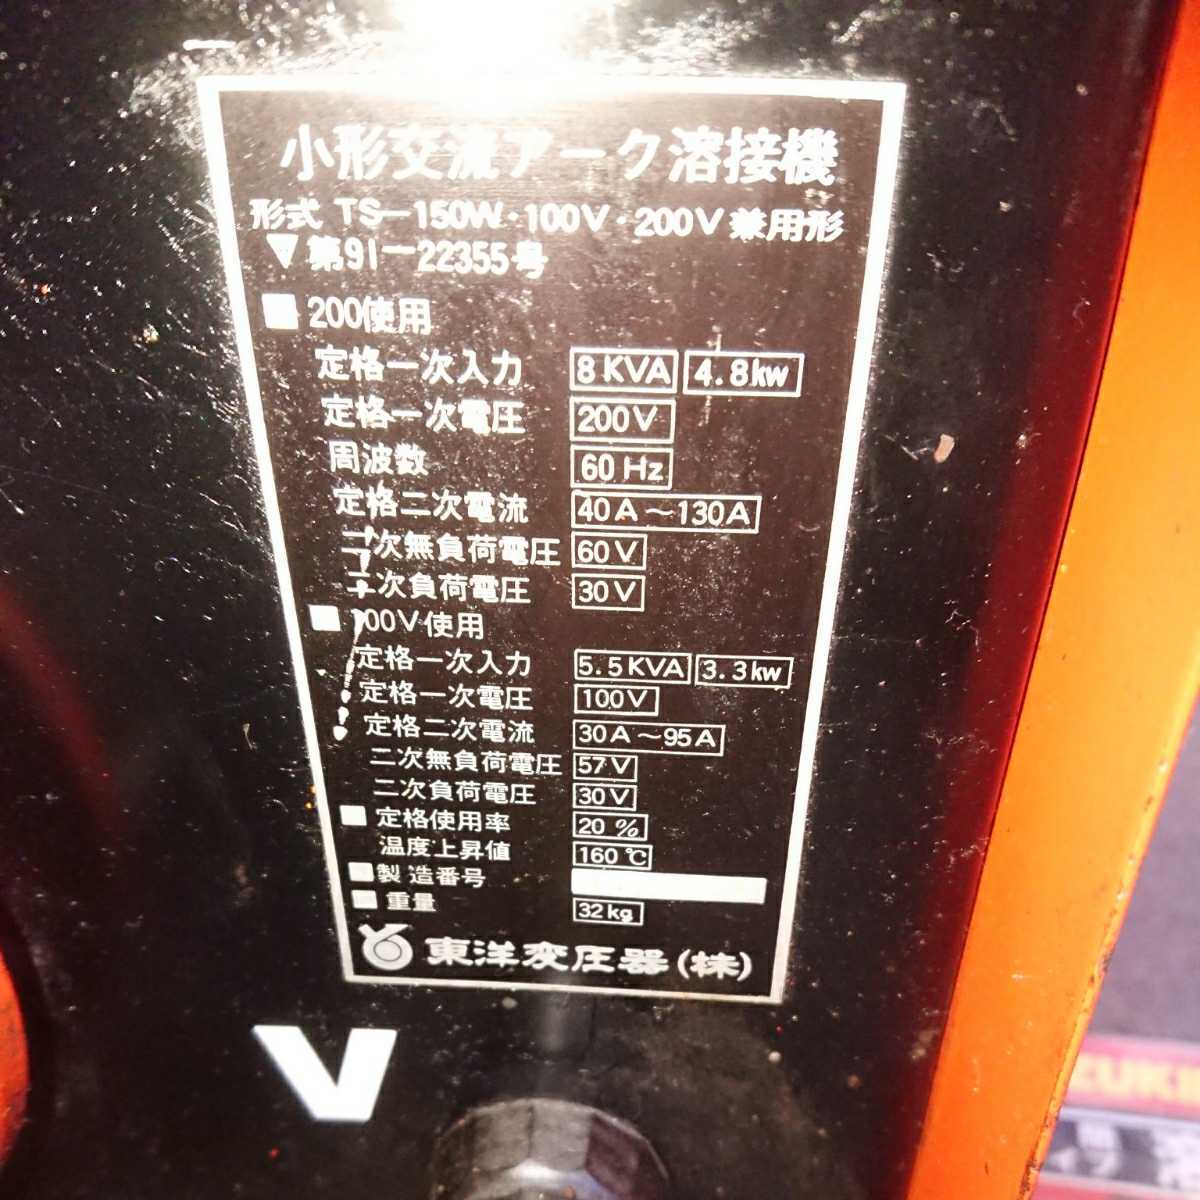 小形交流アーク溶接機
形式 TS-150W・100V・200V兼用形
▽第91-22355号
■200使用
定格一次入力 8KVA 4.8kw
定格一次電圧 200V
周波数 60Hz
定格二次電流 40A〜130A
二次無負荷電圧 60V
二次負荷電圧 30V
■100V使用
定格一次入力 5.5KVA 3.3kw
定格一次電圧 100V
定格二次電流 30A〜95A
二次無負荷電圧 57V
二次負荷電圧 30V
■定格使用率 20%
温度上昇値 160℃
■製造番号
■重量 32kg
東洋変圧器(株)
V
ZUKI